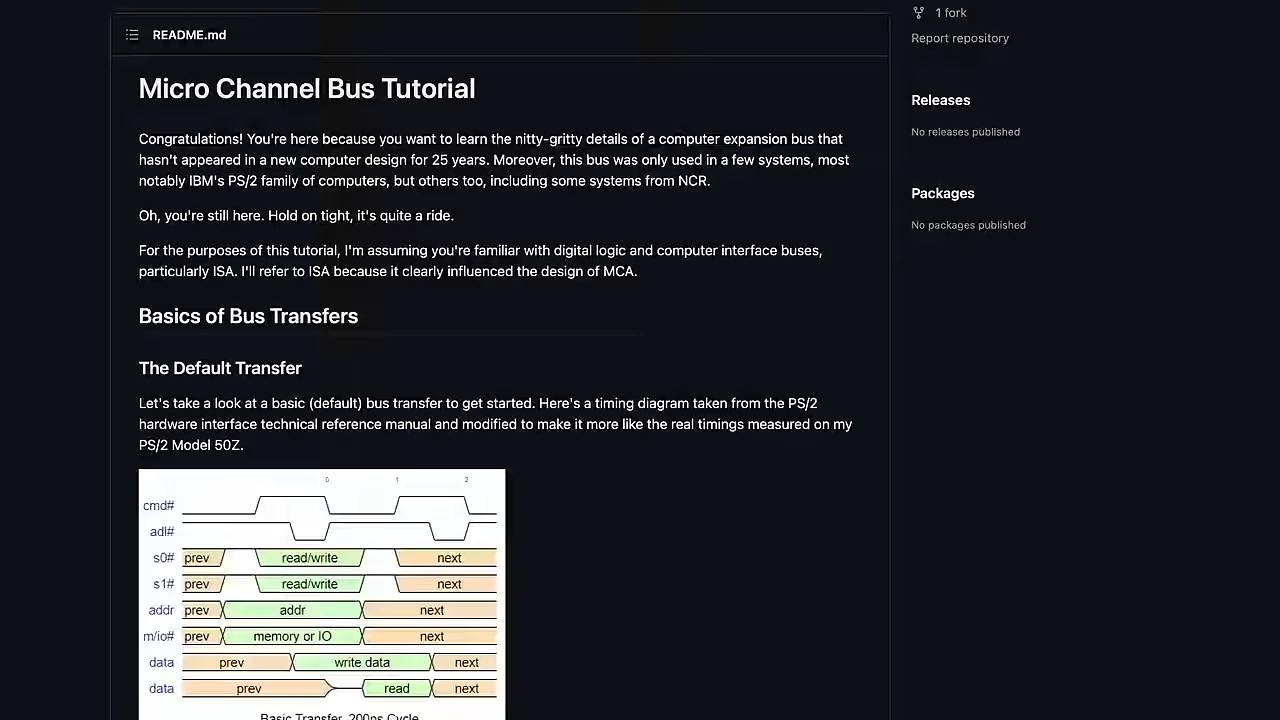 README.md
Micro Channel Bus Tutorial
Congratulations! You're here because you want to learn the nitty-gritty details of a computer expansion bus that
hasn't appeared in a new computer design for 25 years. Moreover, this bus was only used in a few systems, most
notably IBM's PS/2 family of computers, but others too, including some systems from NCR.
Oh, you're still here. Hold on tight, it's quite a ride.
For the purposes of this tutorial, I'm assuming you're familiar with digital logic and computer interface buses,
particularly ISA. I'll refer to ISA because it clearly influenced the design of MCA.
Basics of Bus Transfers
The Default Transfer
Let's take a look at a basic (default) bus transfer to get started. Here's a timing diagram taken from the PS/2
hardware interface technical reference manual and modified to make it more like the real timings measured on my
PS/2 Model 50Z.
0 1 2
cmd#
adl#
s0# prev read/write next
s1# prev read/write next
addr prev addr next
m/io# prev memory or IO next
data prev write data next
data prev read next
Basic Transfer, 200ns Cycle
1 fork
Report repository
Releases
No releases published
Packages
No packages published